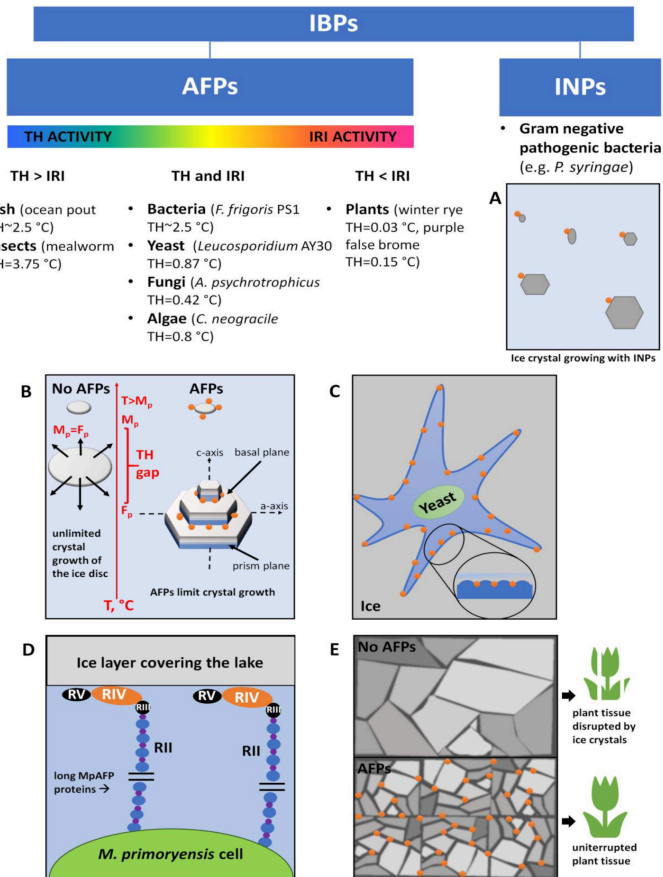 IBPs
AFPs
INPs
TH ACTIVITY
IRI ACTIVITY
TH > IRI
TH and IRI
TH < IRI
sh (ocean pout
H~2.5 °C)
nsects (mealworm
H=3.75 °C)
• Bacteria (F. frigoris PS1
TH~2.5 °C)
• Yeast (Leucosporidium AY30
TH=0.87 °C)
• Fungi (A. psychrotrophicus
TH=0.42 °C)
• Algae (C. neogracile
TH=0.8 °C)
• Plants (winter rye
TH=0.03 °C, purple
false brome
TH=0.15 °C)
• Gram negative
pathogenic bacteria
(e.g. P. syringae)
A
Ice crystal growing with INPs
B
No AFPs
AFPs
T>Mp
Mp
Mp=Fp
TH
gap
Fp
c-axis
basal plane
a-axis
prism plane
unlimited
crystal
growth of
the ice disc
T, °C
AFPs limit crystal growth
C
Yeast
Ice
D
Ice layer covering the lake
RV
RIV
RIII
RV
RIV
RIII
RII
RII
long MpAFP
proteins →
M. primoryensis cell
E
No AFPs
plant tissue
disrupted by
ice crystals
AFPs
uniterrupted
plant tissue